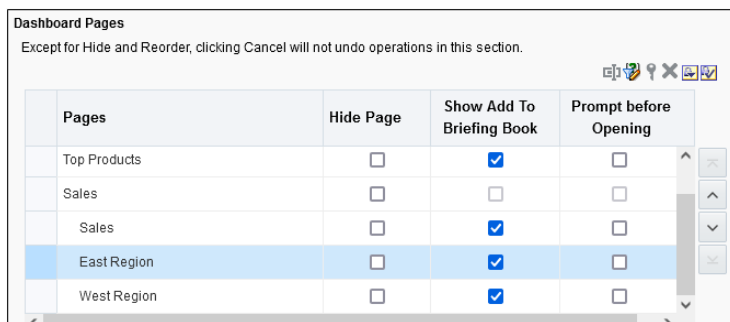 Dashboard Pages
Except for Hide and Reorder, clicking Cancel will not undo operations in this section.
Pages
Hide Page
Show Add To
Briefing Book
Prompt before
Opening
Top Products
Sales
Sales
East Region
West Region